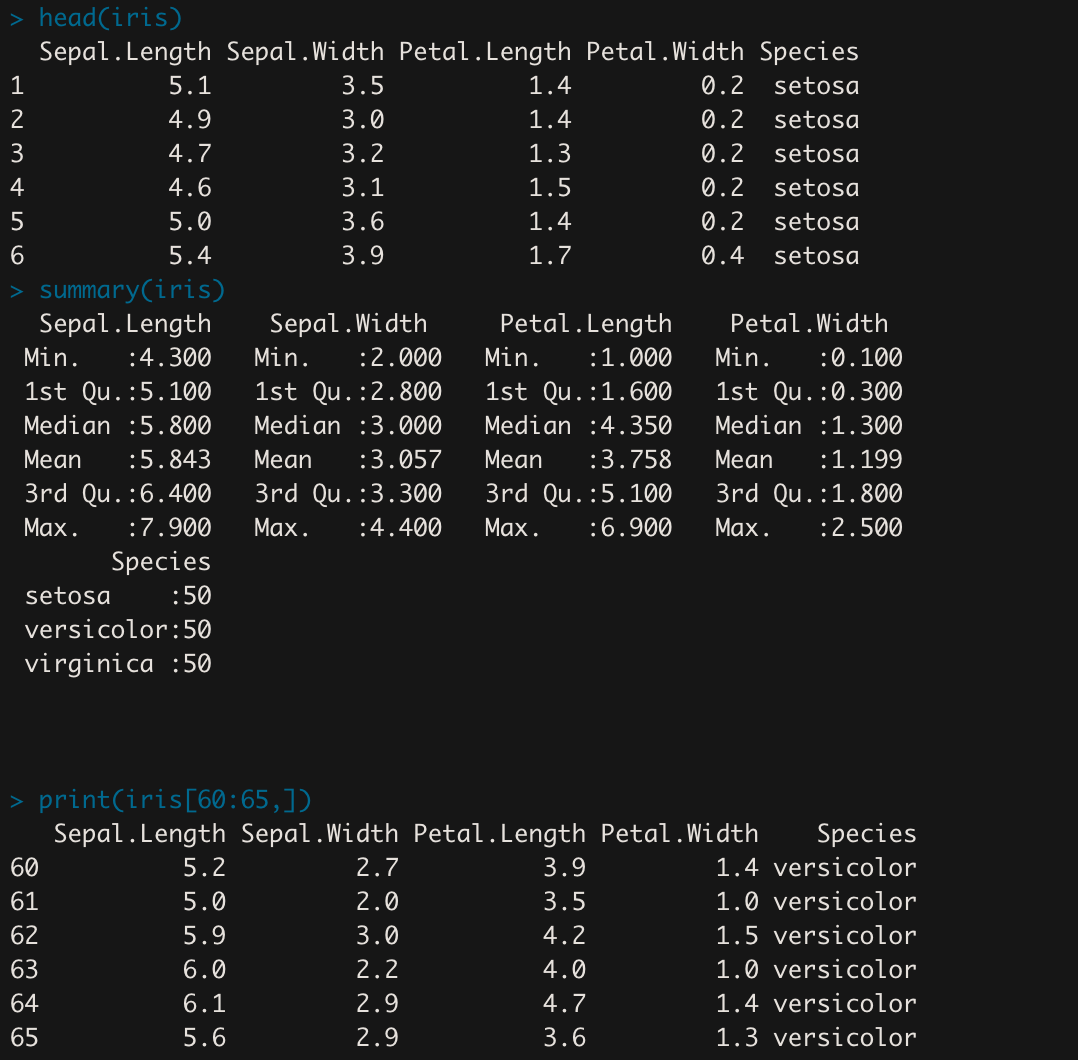 > head(iris)
  Sepal.Length Sepal.Width Petal.Length Petal.Width Species
1          5.1         3.5          1.4         0.2  setosa
2          4.9         3.0          1.4         0.2  setosa
3          4.7         3.2          1.3         0.2  setosa
4          4.6         3.1          1.5         0.2  setosa
5          5.0         3.6          1.4         0.2  setosa
6          5.4         3.9          1.7         0.4  setosa
> summary(iris)
  Sepal.Length    Sepal.Width     Petal.Length    Petal.Width
 Min.   :4.300   Min.   :2.000   Min.   :1.000   Min.   :0.100
 1st Qu.:5.100   1st Qu.:2.800   1st Qu.:1.600   1st Qu.:0.300
 Median :5.800   Median :3.000   Median :4.350   Median :1.300
 Mean   :5.843   Mean   :3.057   Mean   :3.758   Mean   :1.199
 3rd Qu.:6.400   3rd Qu.:3.300   3rd Qu.:5.100   3rd Qu.:1.800
 Max.   :7.900   Max.   :4.400   Max.   :6.900   Max.   :2.500
       Species
 setosa    :50
 versicolor:50
 virginica :50
> print(iris[60:65,])
   Sepal.Length Sepal.Width Petal.Length Petal.Width    Species
60          5.2         2.7          3.9         1.4 versicolor
61          5.0         2.0          3.5         1.0 versicolor
62          5.9         3.0          4.2         1.5 versicolor
63          6.0         2.2          4.0         1.0 versicolor
64          6.1         2.9          4.7         1.4 versicolor
65          5.6         2.9          3.6         1.3 versicolor